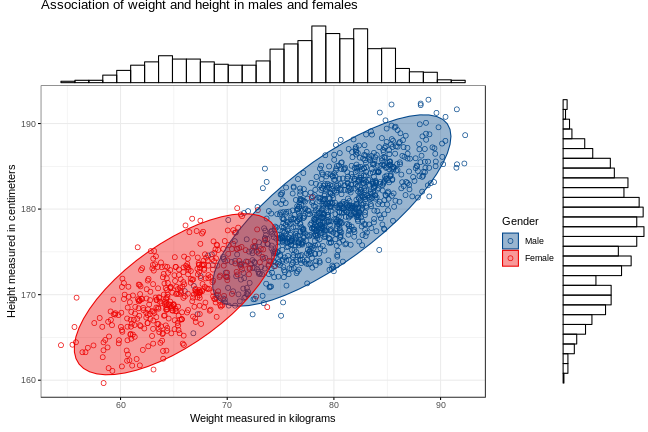 Association of weight and height in males and females
Height measured in centimeters
190
180
170
160
60
70
80
90
Weight measured in kilograms
Gender
Male
Female